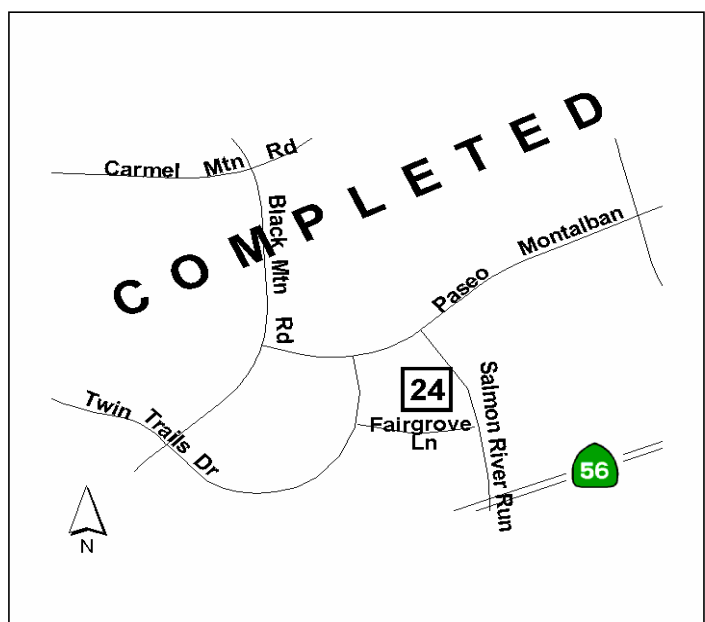 COMPLETED
Carmel Mtn Rd
Black Mtn Rd
Paseo Montalban
24
Salmon River Run
Twin Trails Dr
Fairgrove
Ln
56
N